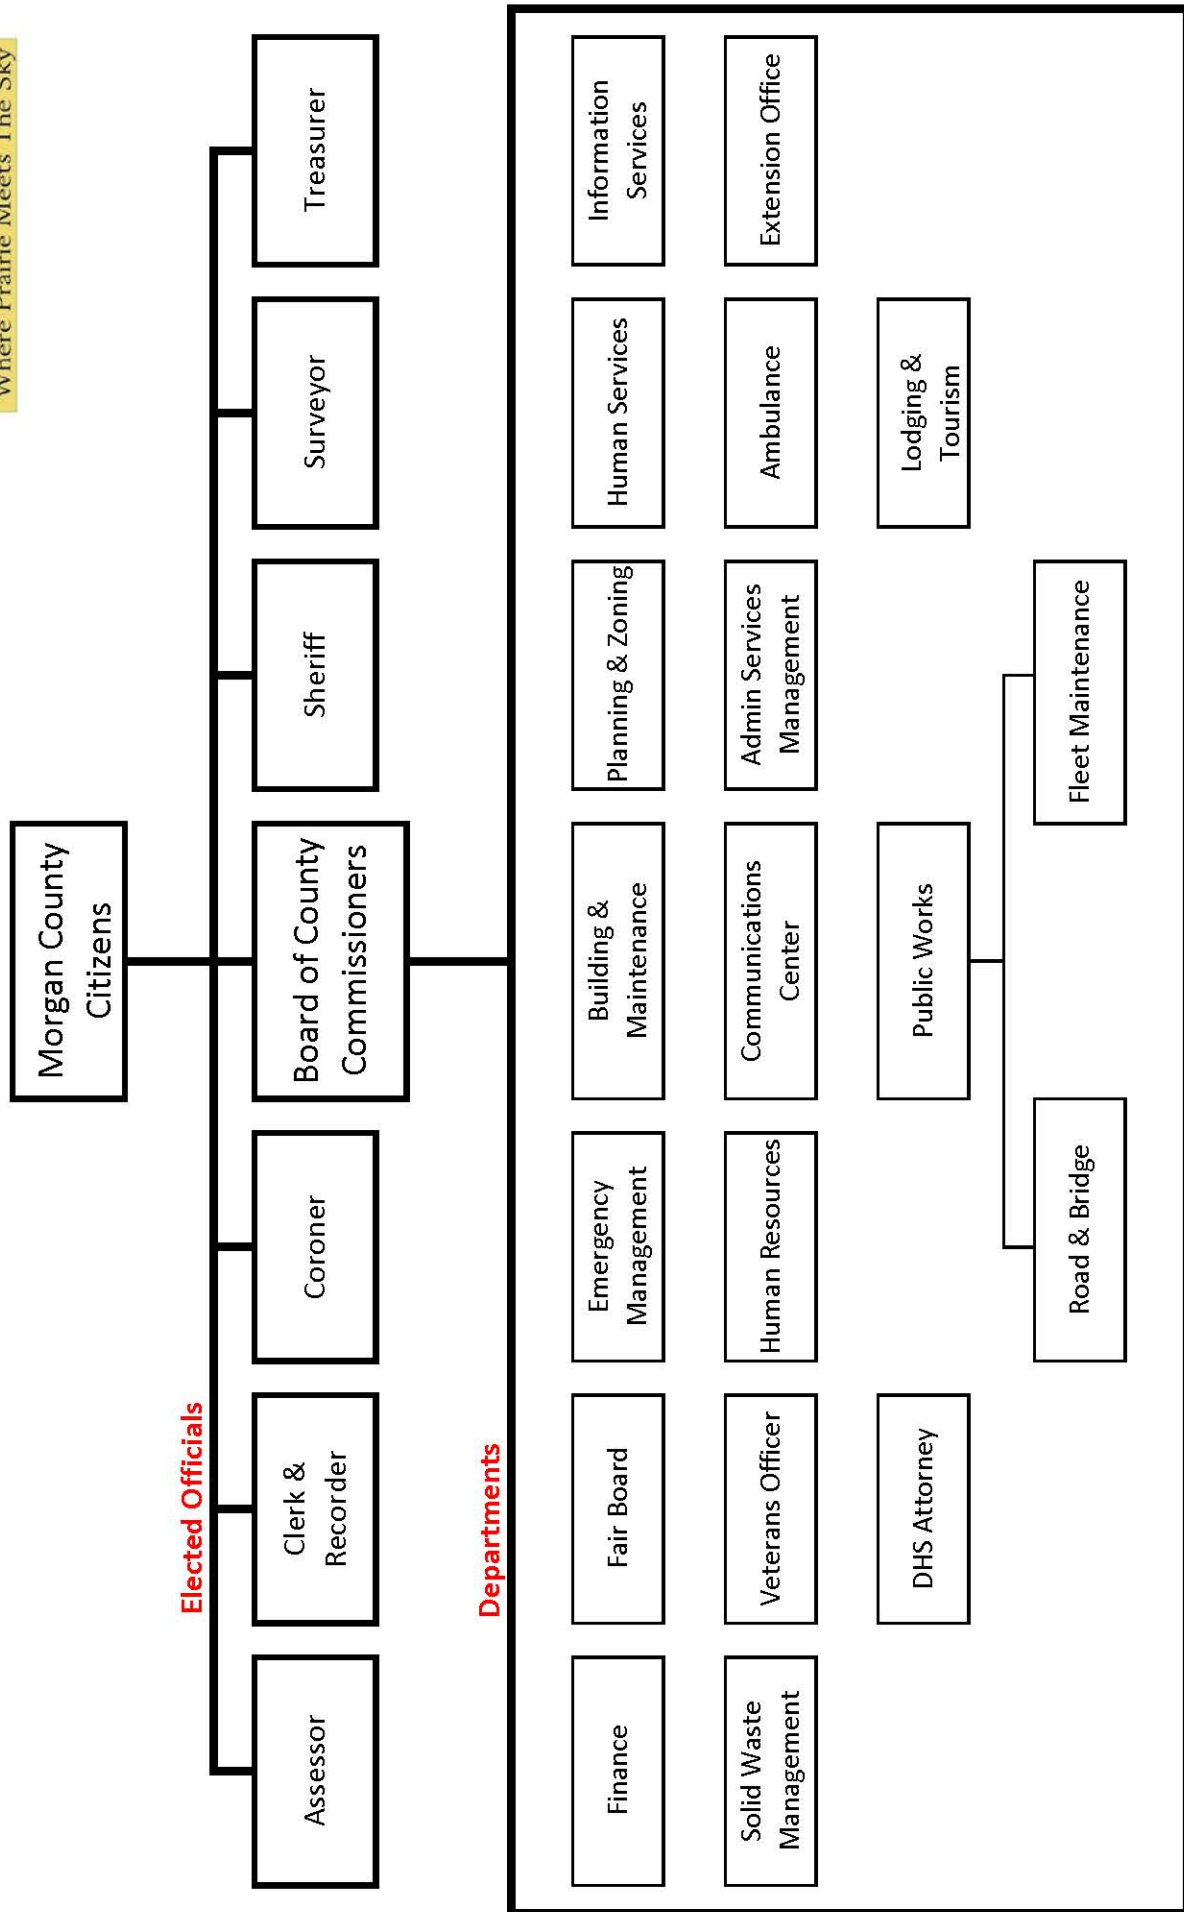 Where Prairie Meets The Sky
Morgan County
Citizens
Elected Officials
Assessor
Clerk &
Recorder
Coroner
Board of County
Commissioners
Sheriff
Surveyor
Treasurer
Departments
Finance
Fair Board
Emergency
Management
Building &
Maintenance
Planning & Zoning
Human Services
Information
Services
Solid Waste
Management
Veterans Officer
Human Resources
Communications
Center
Admin Services
Management
Ambulance
Extension Office
DHS Attorney
Public Works
Lodging &
Tourism
Road & Bridge
Fleet Maintenance